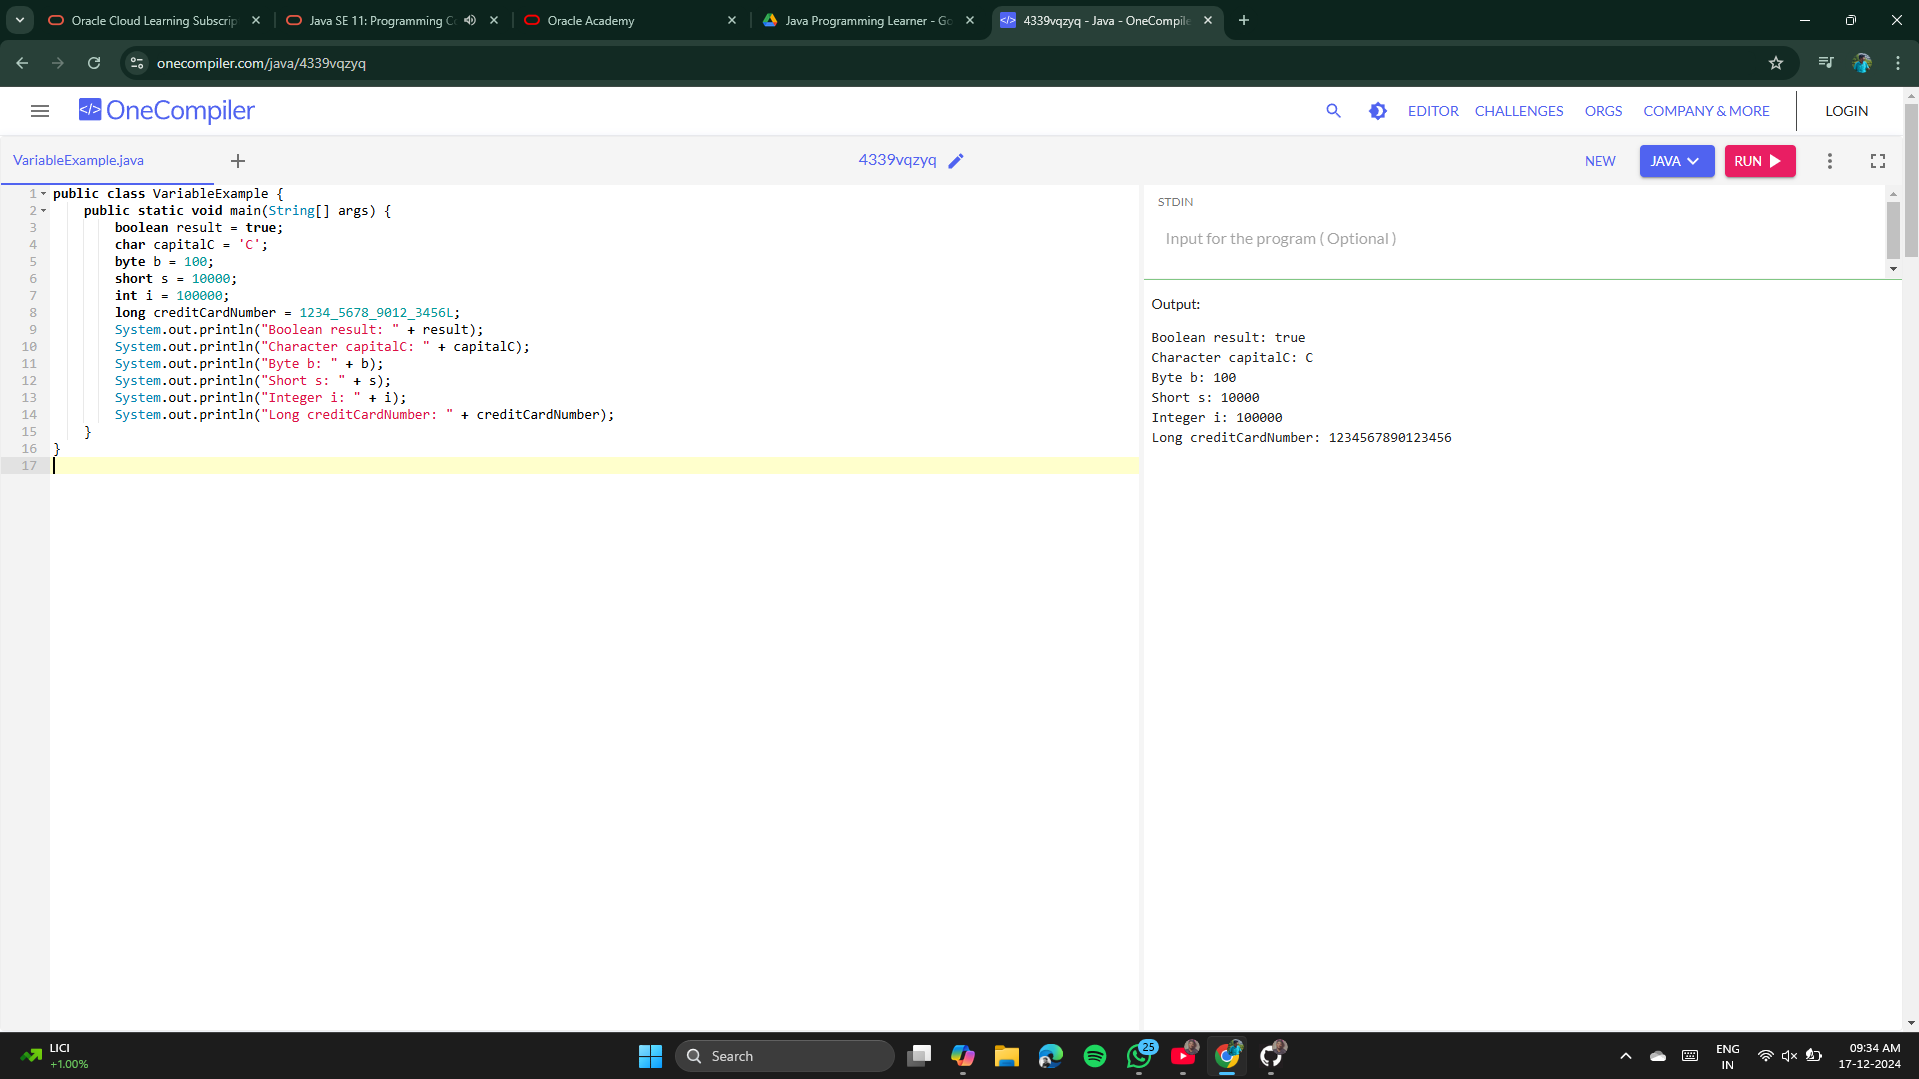 Oracle Cloud Learning Subscrip
Java SE 11: Programming Co
Oracle Academy
Java Programming Learner - Go
4339vqzyq - Java - OneCompile
onecompiler.com/java/4339vqzyq
</> OneCompiler
EDITOR CHALLENGES ORGS COMPANY & MORE LOGIN
VariableExample.java
4339vqzyq
NEW JAVA RUN
1 public class VariableExample {
2     public static void main(String[] args) {
3         boolean result = true;
4         char capitalC = 'C';
5         byte b = 100;
6         short s = 10000;
7         int i = 100000;
8         long creditCardNumber = 1234_5678_9012_3456L;
9         System.out.println("Boolean result: " + result);
10         System.out.println("Character capitalC: " + capitalC);
11         System.out.println("Byte b: " + b);
12         System.out.println("Short s: " + s);
13         System.out.println("Integer i: " + i);
14         System.out.println("Long creditCardNumber: " + creditCardNumber);
15     }
16 }
17
STDIN
Input for the program ( Optional )
Output:
Boolean result: true
Character capitalC: C
Byte b: 100
Short s: 10000
Integer i: 100000
Long creditCardNumber: 1234567890123456
LICI
+1.00%
Search
25
ENG
IN
09:34 AM
17-12-2024